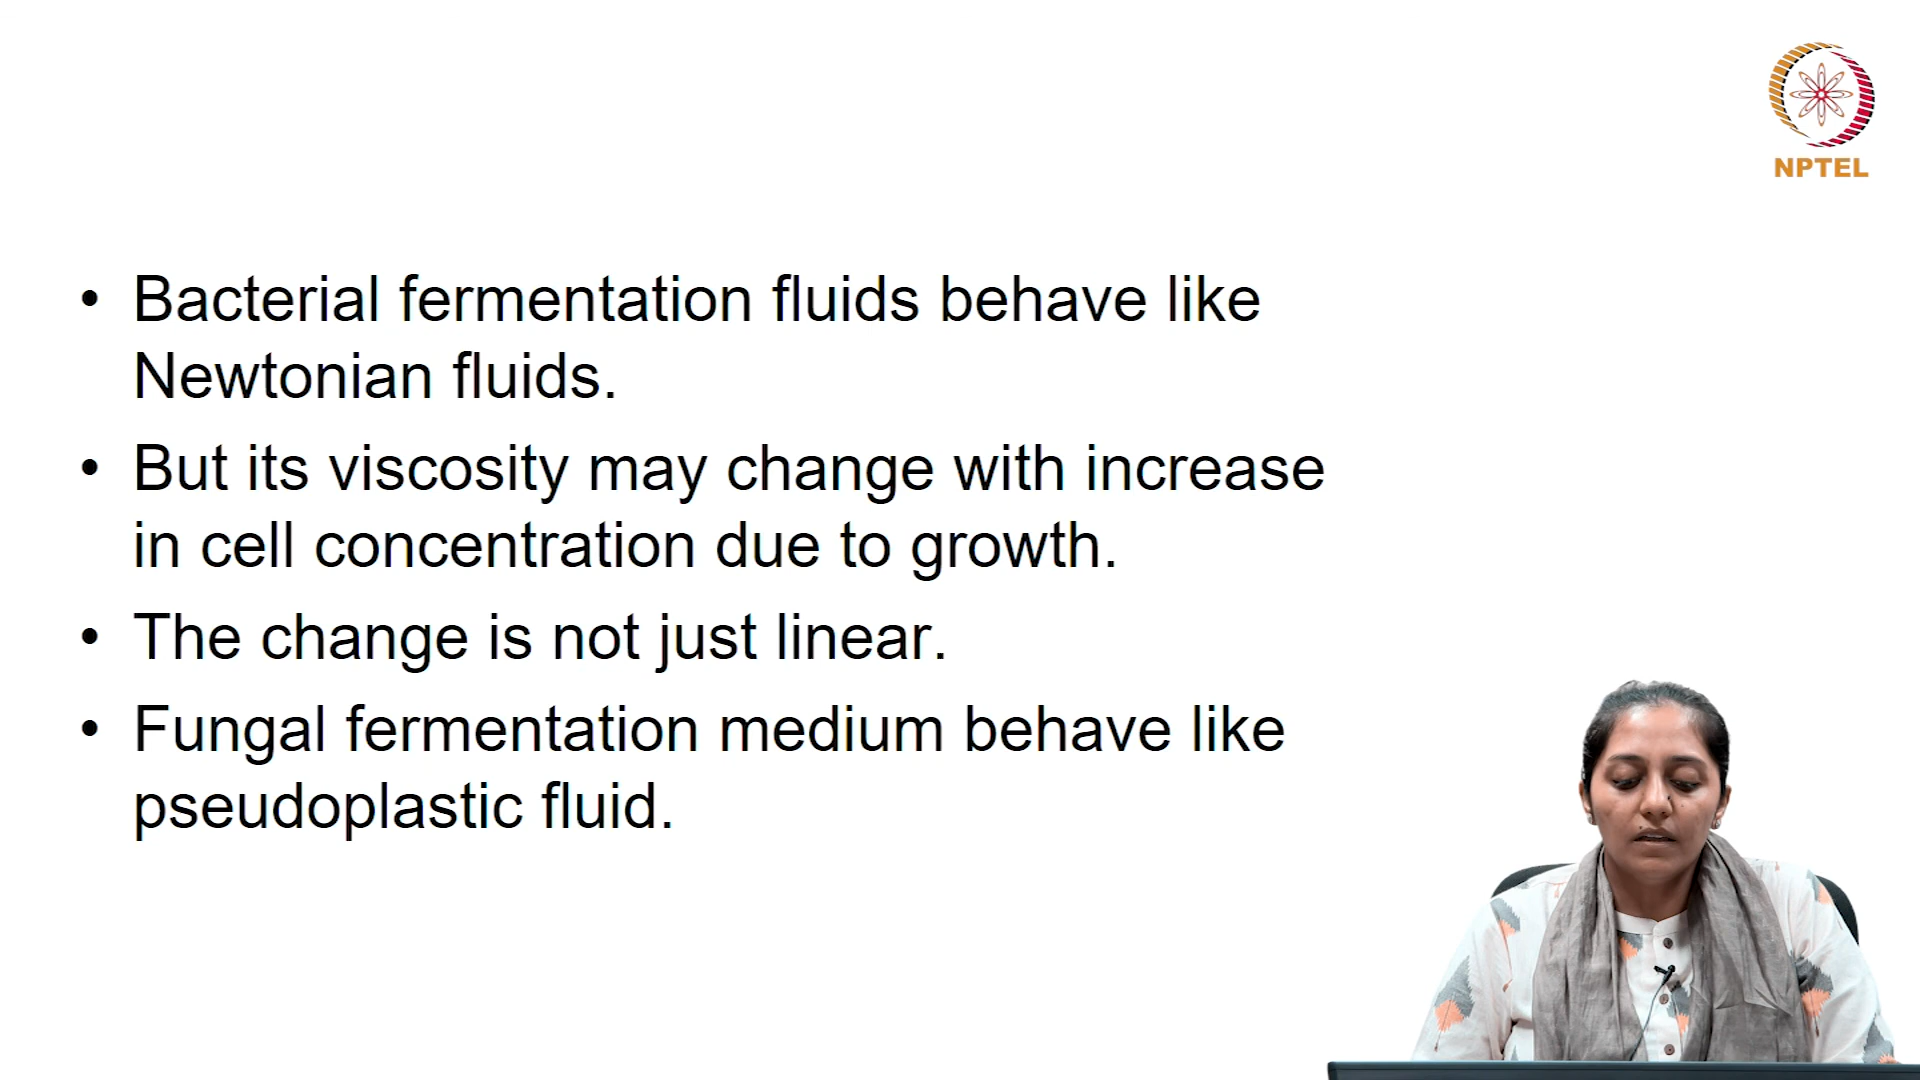 NPTEL
• Bacterial fermentation fluids behave like
Newtonian fluids.
• But its viscosity may change with increase
in cell concentration due to growth.
• The change is not just linear.
• Fungal fermentation medium behave like
pseudoplastic fluid.